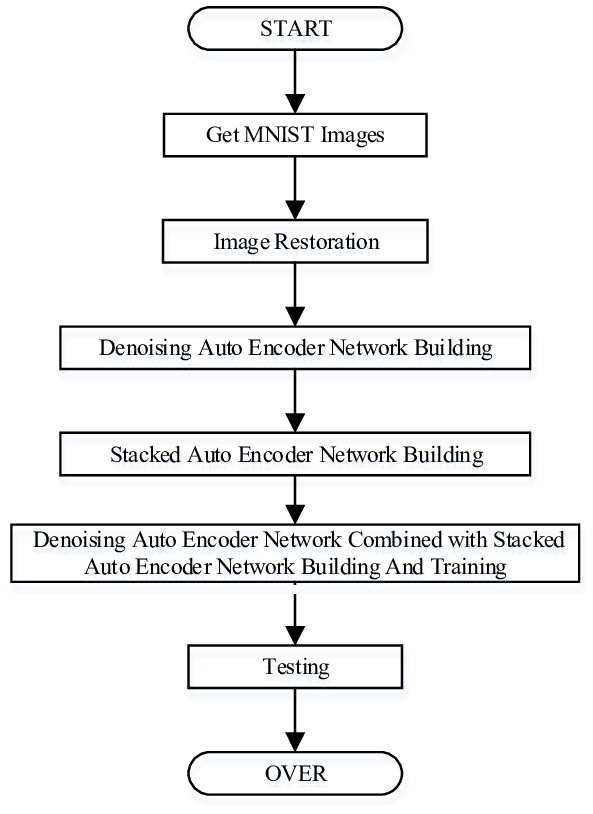 START
Get MNIST Images
Image Restoration
Denoising Auto Encoder Network Building
Stacked Auto Encoder Network Building
Denoising Auto Encoder Network Combined with Stacked
Auto Encoder Network Building And Training
Testing
OVER